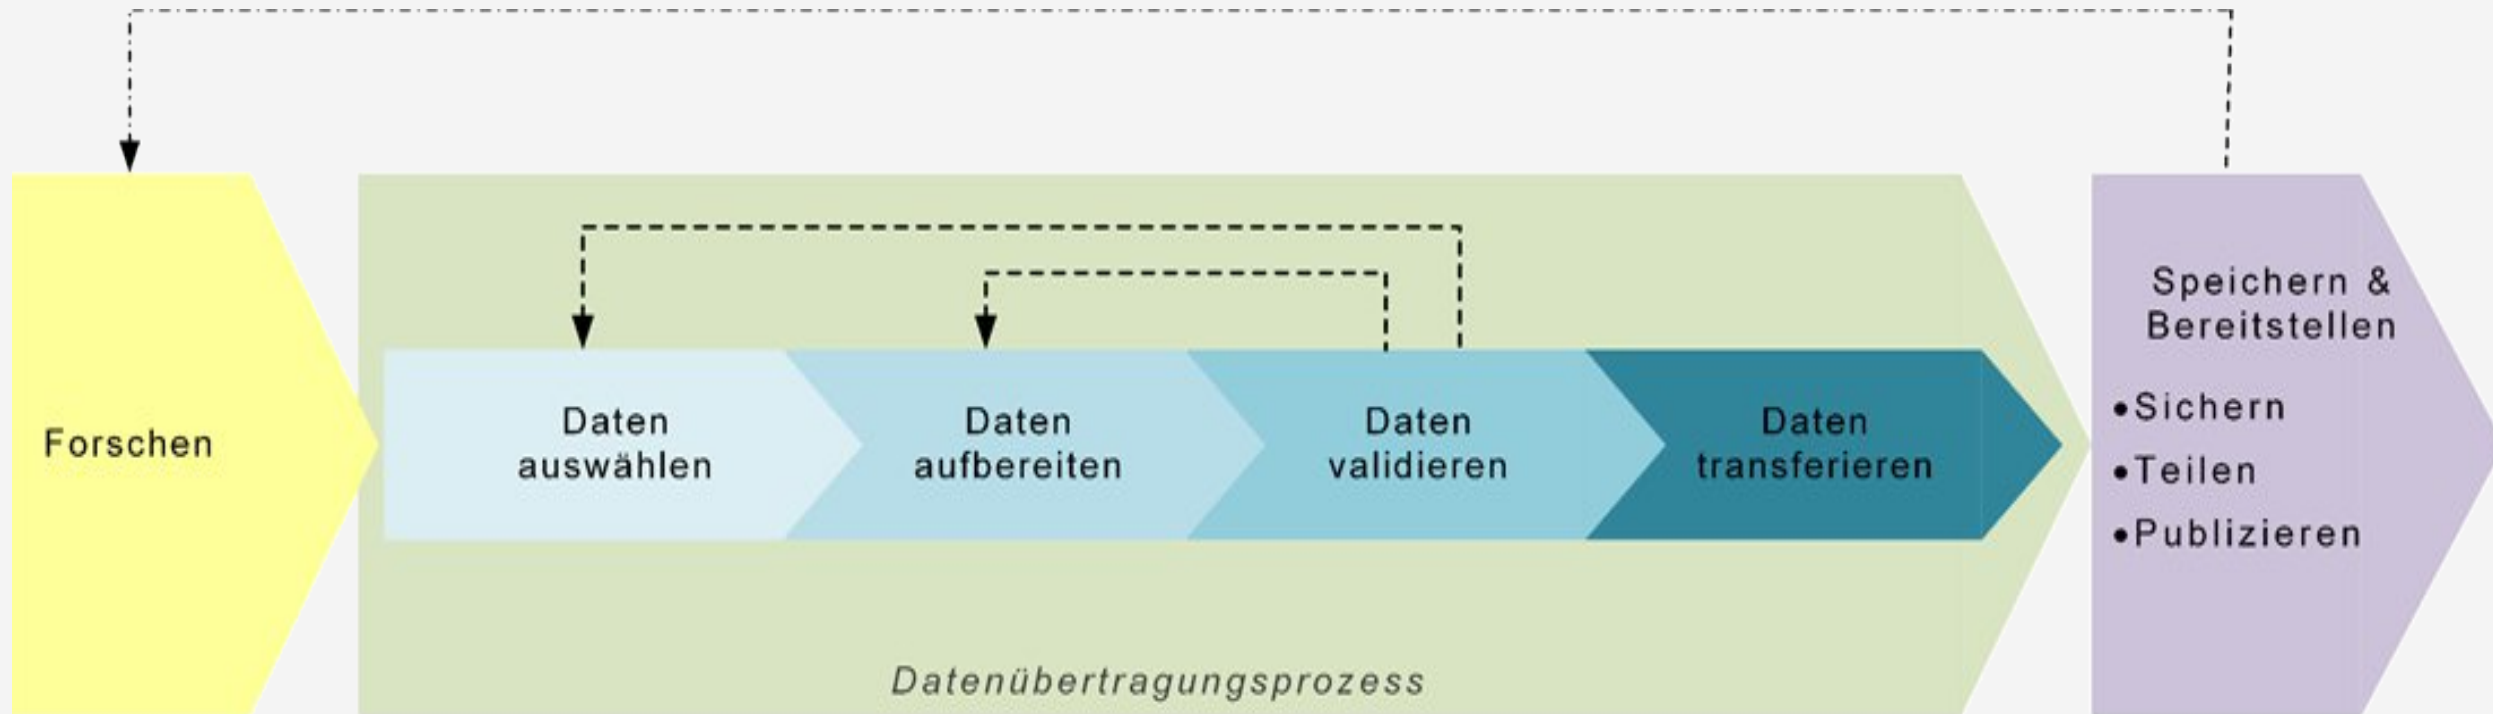 Forschen
Daten
auswählen
Daten
aufbereiten
Daten
validieren
Daten
transferieren
Datenübertragungsprozess
Speichern &
Bereitstellen
•Sichern
•Teilen
•Publizieren